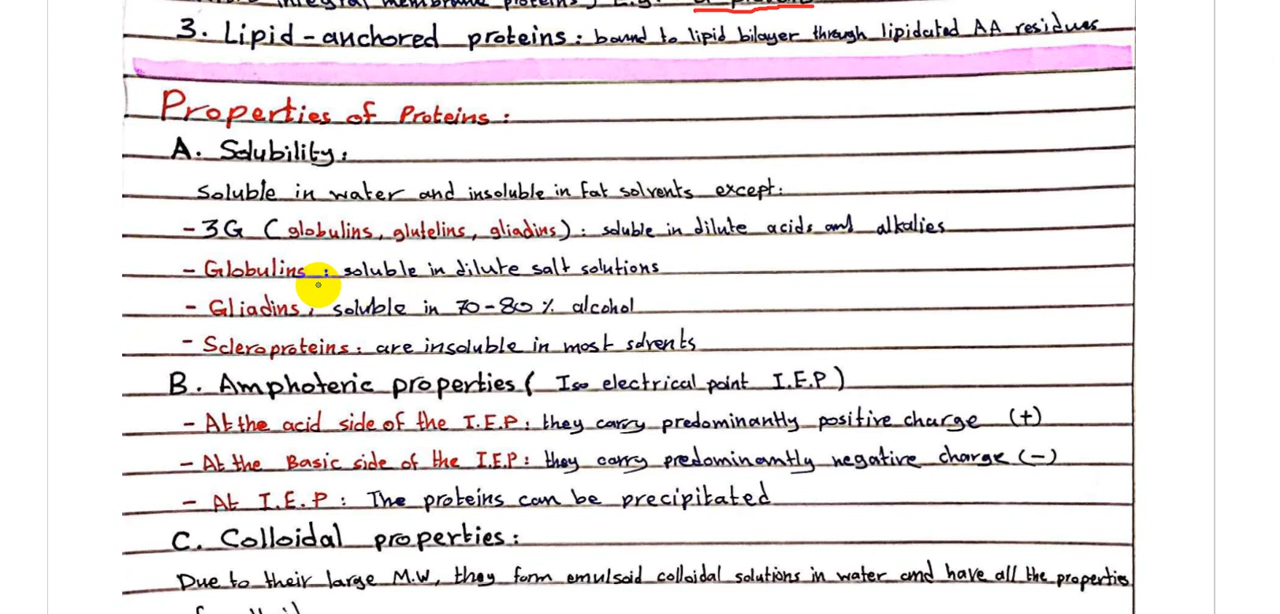 integral membrane proteins
3. Lipid-anchored proteins: bound to lipid bilayer through lipidated AA residues
Properties of Proteins:
A. Solubility:
Soluble in water and insoluble in fat solvents except:
- 3G (globulins, glutelins, gliadins): soluble in dilute acids and alkalies
- Globulins: soluble in dilute salt solutions
- Gliadins: soluble in 70-80% alcohol
- Scleroproteins: are insoluble in most solvents
B. Amphoteric properties ( Iso electrical point I.E.P )
- At the acid side of the I.E.P: they carry predominantly positive charge (+)
- At the Basic side of the I.E.P: they carry predominantly negative charge (-)
- At I.E.P: The proteins can be precipitated
C. Colloidal properties:
Due to their large M.W, they form emulsoid colloidal solutions in water and have all the properties